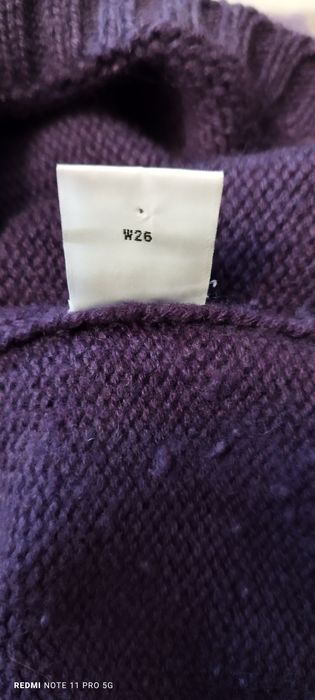 W26
REDMI NOTE 11 PRO 5G